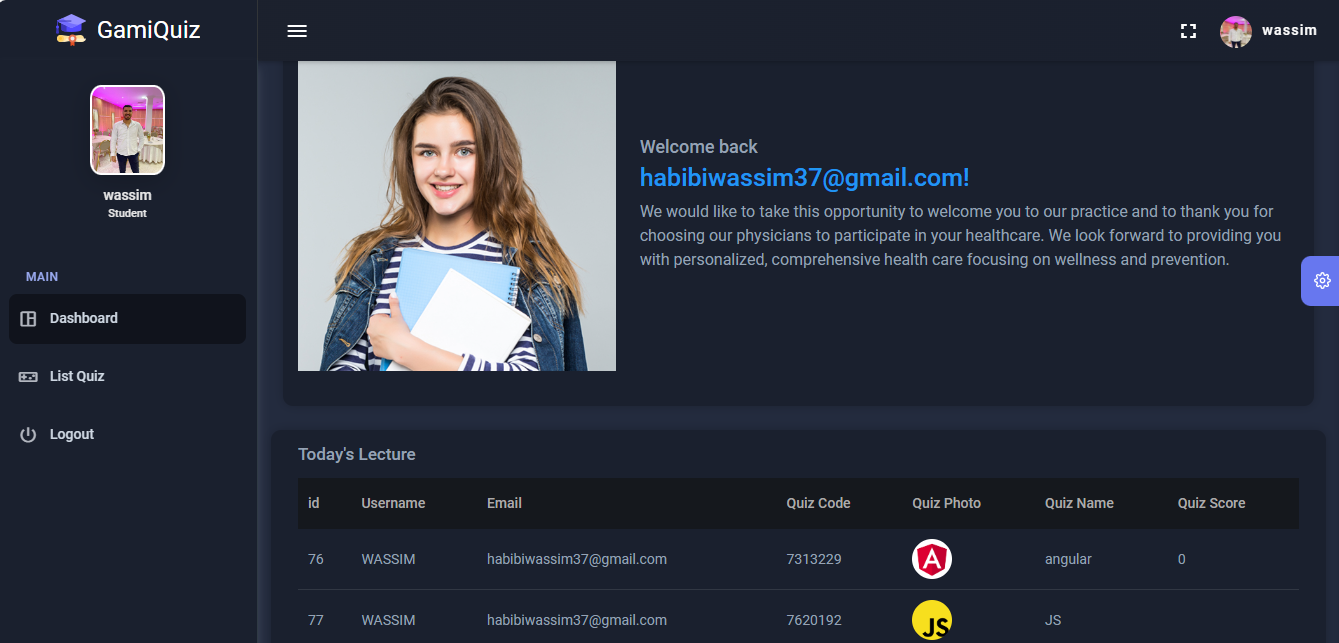 GamiQuiz
wassim
wassim
Student
MAIN
Dashboard
List Quiz
Logout
Welcome back
habibiwassim37@gmail.com!
We would like to take this opportunity to welcome you to our practice and to thank you for
choosing our physicians to participate in your healthcare. We look forward to providing you
with personalized, comprehensive health care focusing on wellness and prevention.
Today's Lecture
id Username Email Quiz Code Quiz Photo Quiz Name Quiz Score
76 WASSIM habibiwassim37@gmail.com 7313229 A angular 0
77 WASSIM habibiwassim37@gmail.com 7620192 JS JS